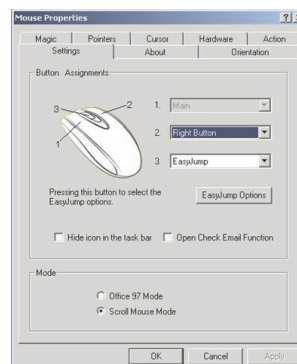 Mouse Properties
?
Magic Pointers Cursor Hardware Action
Settings About Orientation
Button Assignments
3 2
1
1. Main
2. Right Button
3. EasyJump
Pressing this button to select the
EasyJump options.
EasyJump Options
Hide icon in the task bar Open Check Email Function
Mode
Office 97 Mode
Scroll Mouse Mode
OK Cancel Apply